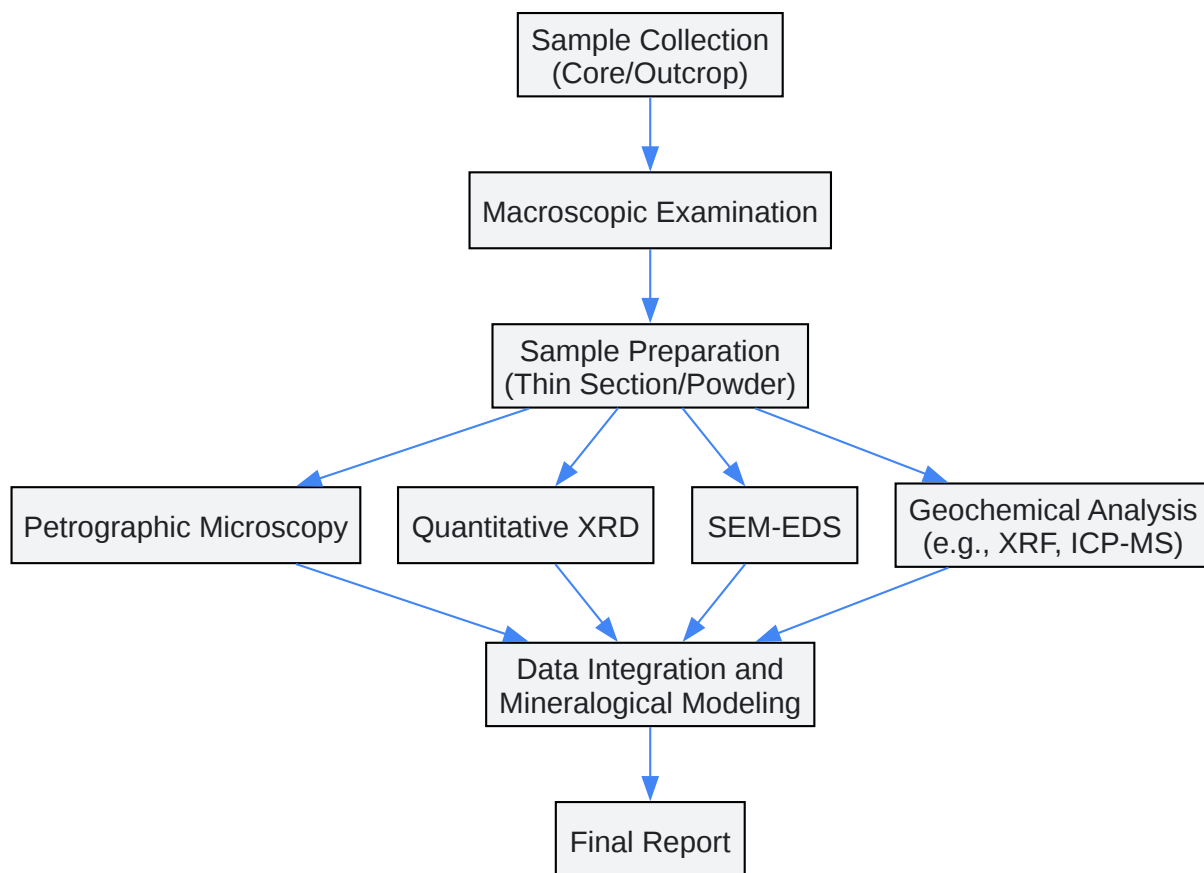 Sample Collection
(Core/Outcrop)
Macroscopic Examination
Sample Preparation
(Thin Section/Powder)
Petrographic Microscopy
Quantitative XRD
SEM-EDS
Geochemical Analysis
(e.g., XRF, ICP-MS)
Data Integration and
Mineralogical Modeling
Final Report